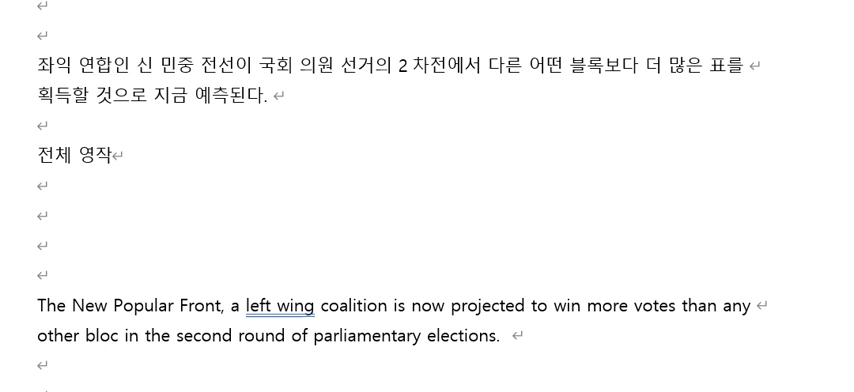 좌익 연합인 신 민중 전선이 국회 의원 선거의 2 차전에서 다른 어떤 블록보다 더 많은 표를
획득할 것으로 지금 예측된다.
전체 영작
The New Popular Front, a left wing coalition is now projected to win more votes than any
other bloc in the second round of parliamentary elections.